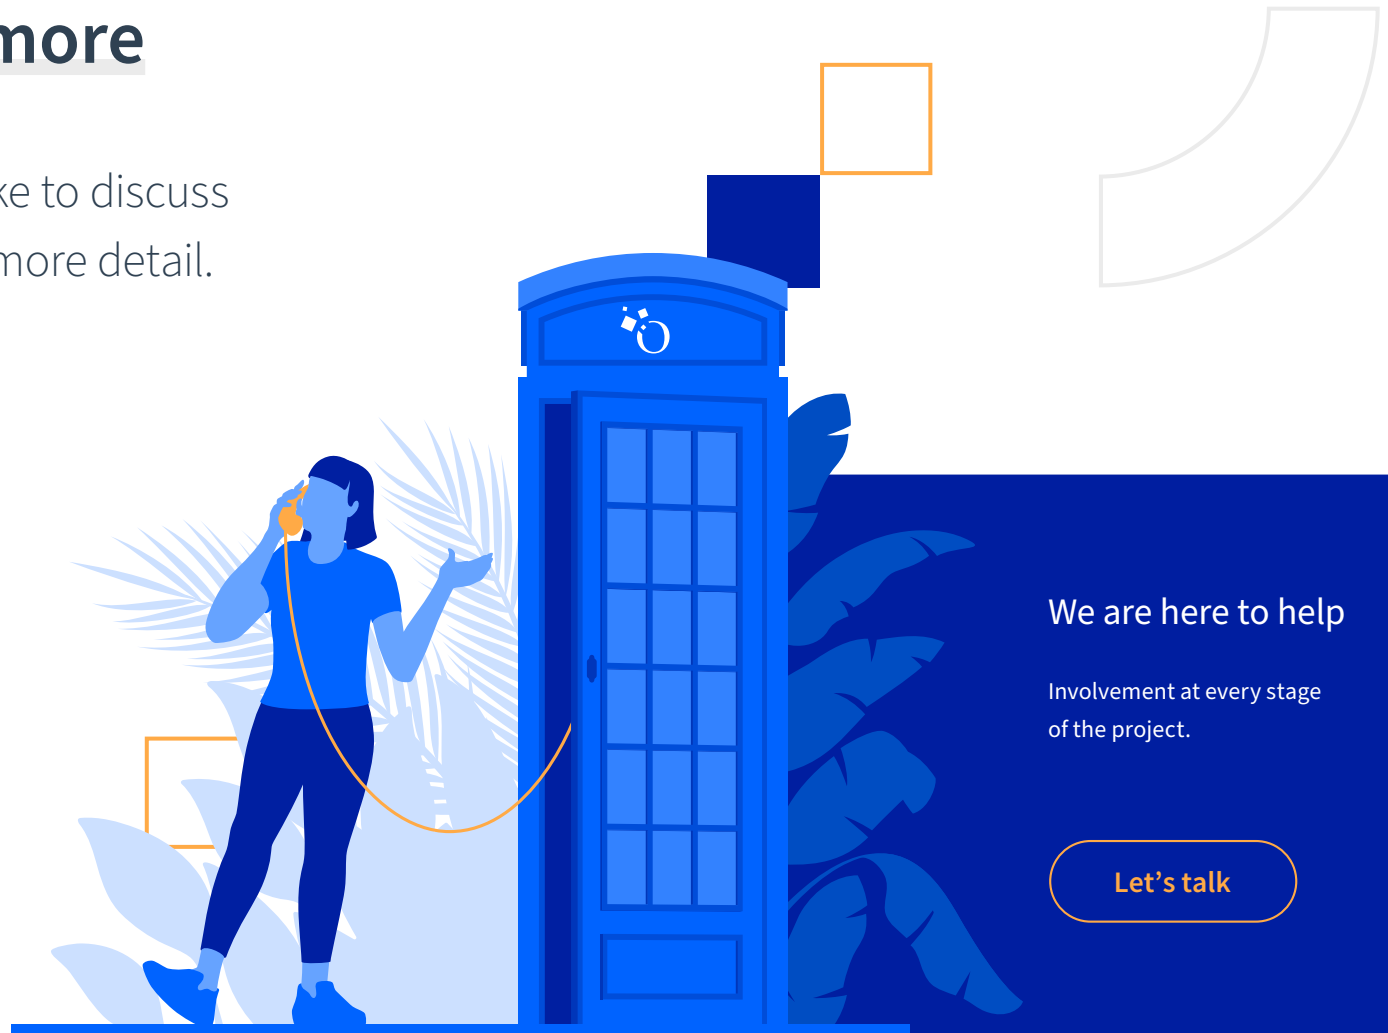 more
ke to discuss
more detail.
We are here to help
Involvement at every stage
of the project.
Let’s talk